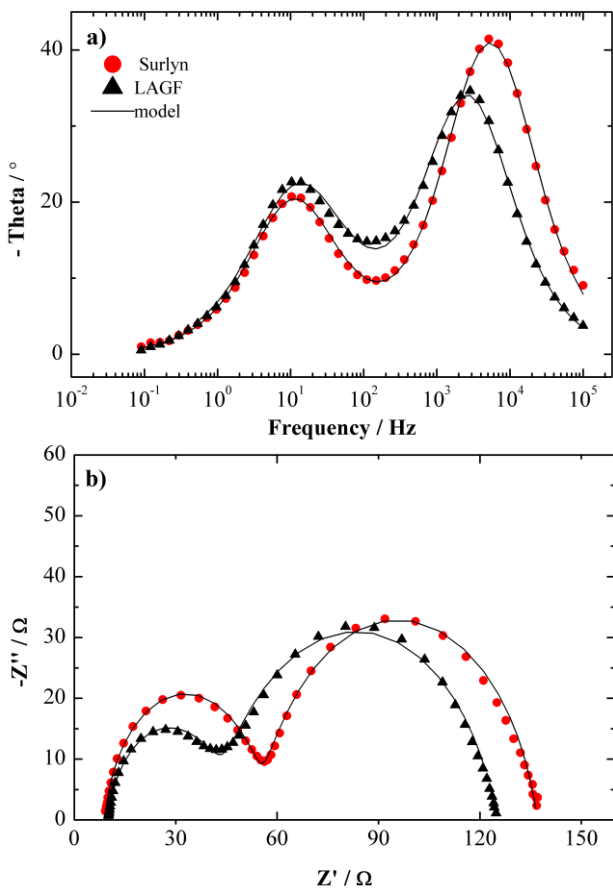 a)
Surlyn
LAGF
model
- Theta / °
40
20
0
10⁻² 10⁻¹ 10⁰ 10¹ 10² 10³ 10⁴ 10⁵
Frequency / Hz
b)
-Z'' / Ω
60
50
40
30
20
10
0
0 30 60 90 120 150
Z' / Ω